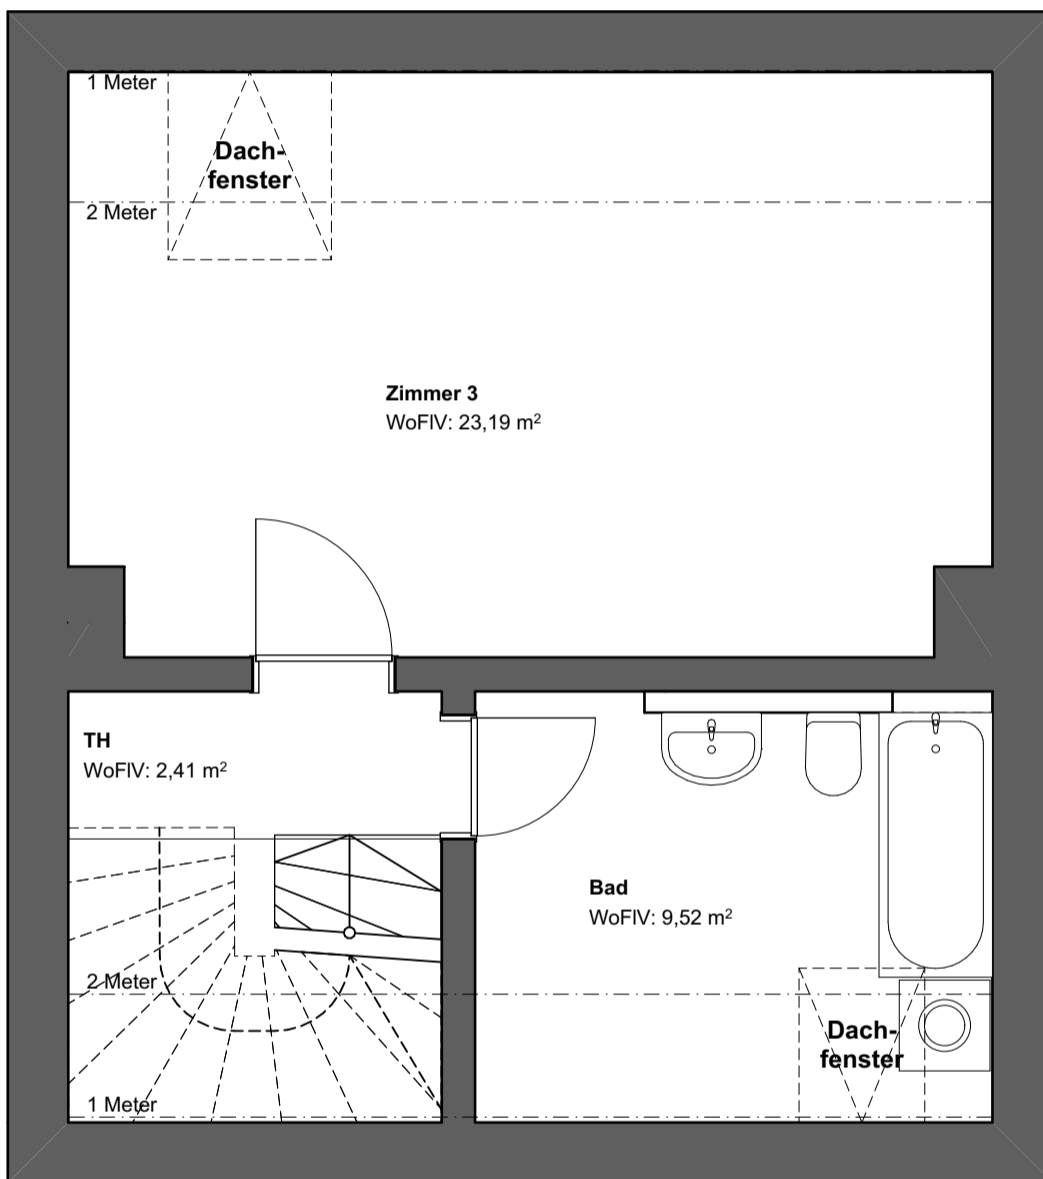 1 Meter
Dach-
fenster
2 Meter
Zimmer 3
WoFlV: 23,19 m²
TH
WoFlV: 2,41 m²
Bad
WoFlV: 9,52 m²
2 Meter
Dach-
fenster
1 Meter